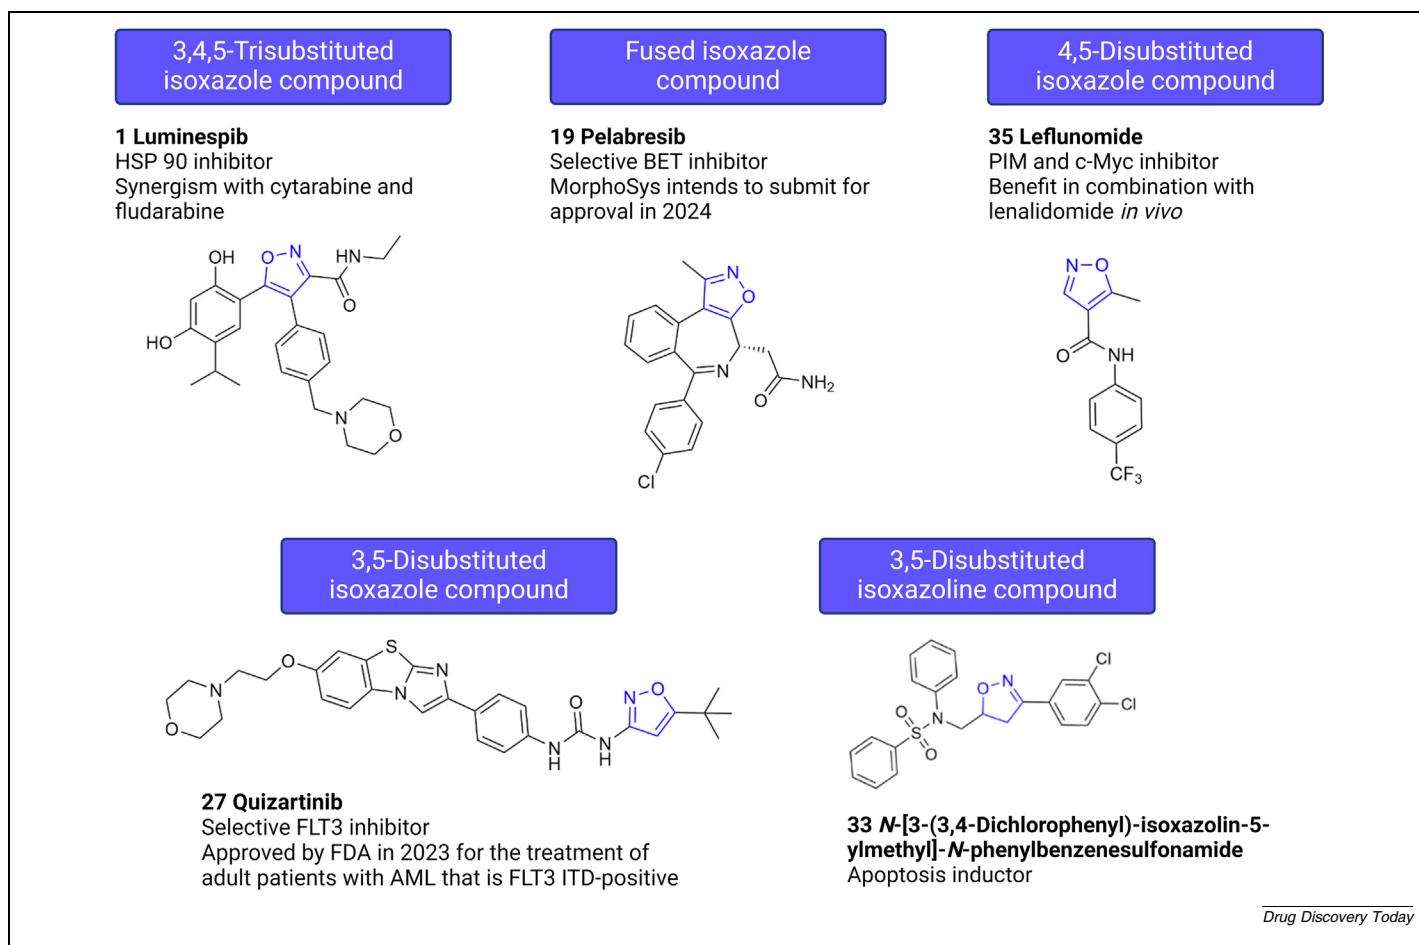 3,4,5-Trisubstituted
isoxazole compound
1 Luminespib
HSP 90 inhibitor
Synergism with cytarabine and
fludarabine
OH
O
N
HN
O
HO
N
O
Fused isoxazole
compound
19 Pelabresib
Selective BET inhibitor
MorphoSys intends to submit for
approval in 2024
N
O
N
NH2
O
Cl
4,5-Disubstituted
isoxazole compound
35 Leflunomide
PIM and c-Myc inhibitor
Benefit in combination with
lenalidomide in vivo
N
O
O
NH
CF3
3,5-Disubstituted
isoxazole compound
S
O
N
N
N
O
O
N
O
N
H
N
H
27 Quizartinib
Selective FLT3 inhibitor
Approved by FDA in 2023 for the treatment of
adult patients with AML that is FLT3 ITD-positive
3,5-Disubstituted
isoxazoline compound
Cl
Cl
O
N
N
O
S
O
33 N-[3-(3,4-Dichlorophenyl)-isoxazolin-5-
ylmethyl]-N-phenylbenzenesulfonamide
Apoptosis inductor
Drug Discovery Today